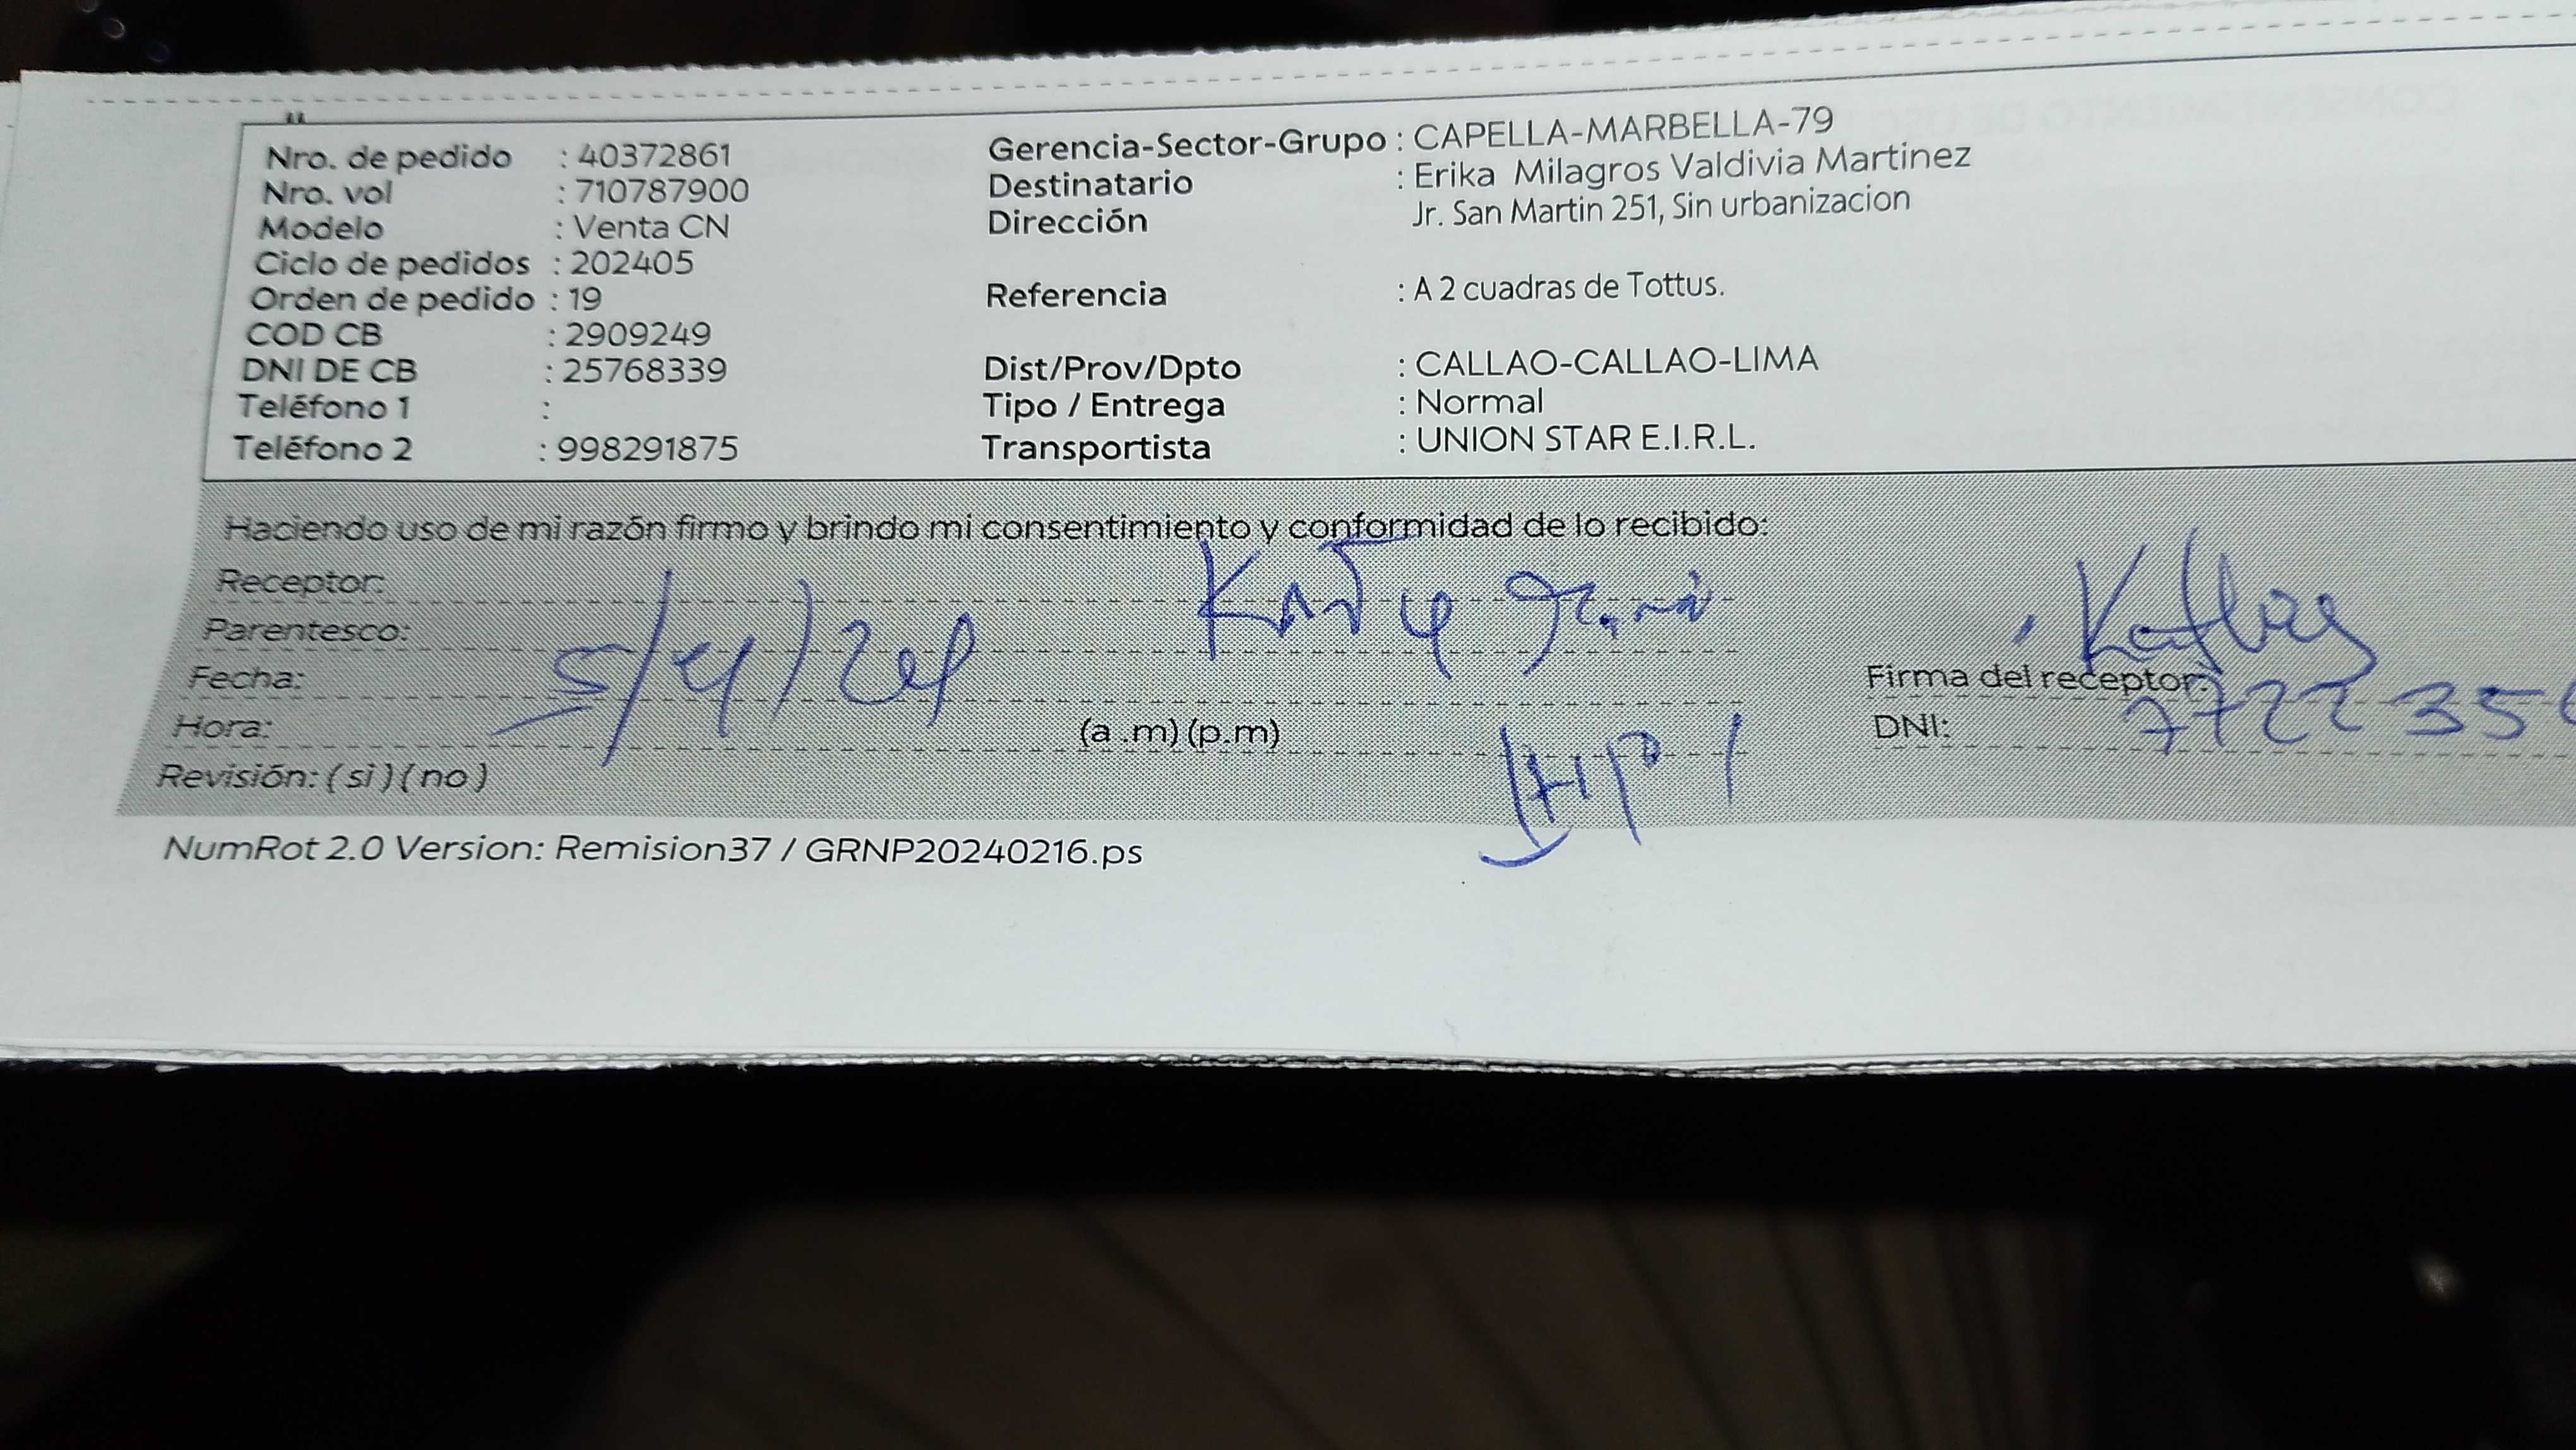 Nro. de pedido : 40372861
Nro. vol : 710787900
Modelo : Venta CN
Ciclo de pedidos : 202405
Orden de pedido : 19
COD CB : 2909249
DNI DE CB : 25768339
Teléfono 1 :
Teléfono 2 : 998291875
Gerencia-Sector-Grupo : CAPELLA-MARBELLA-79
Destinatario : Erika Milagros Valdivia Martinez
Dirección Jr. San Martin 251, Sin urbanizacion
Referencia : A 2 cuadras de Tottus.
Dist/Prov/Dpto : CALLAO-CALLAO-LIMA
Tipo / Entrega : Normal
Transportista : UNION STAR E.I.R.L.
Haciendo uso de mi razón firmo y brindo mi consentimiento y conformidad de lo recibido:
Receptor: Katy
Parentesco:
Fecha: 5/4/24
Hora: (a .m) (p.m)
Revisión: ( si ) ( no )
Firma del receptor:
DNI: 7722356
NumRot 2.0 Version: Remision37 / GRNP20240216.ps